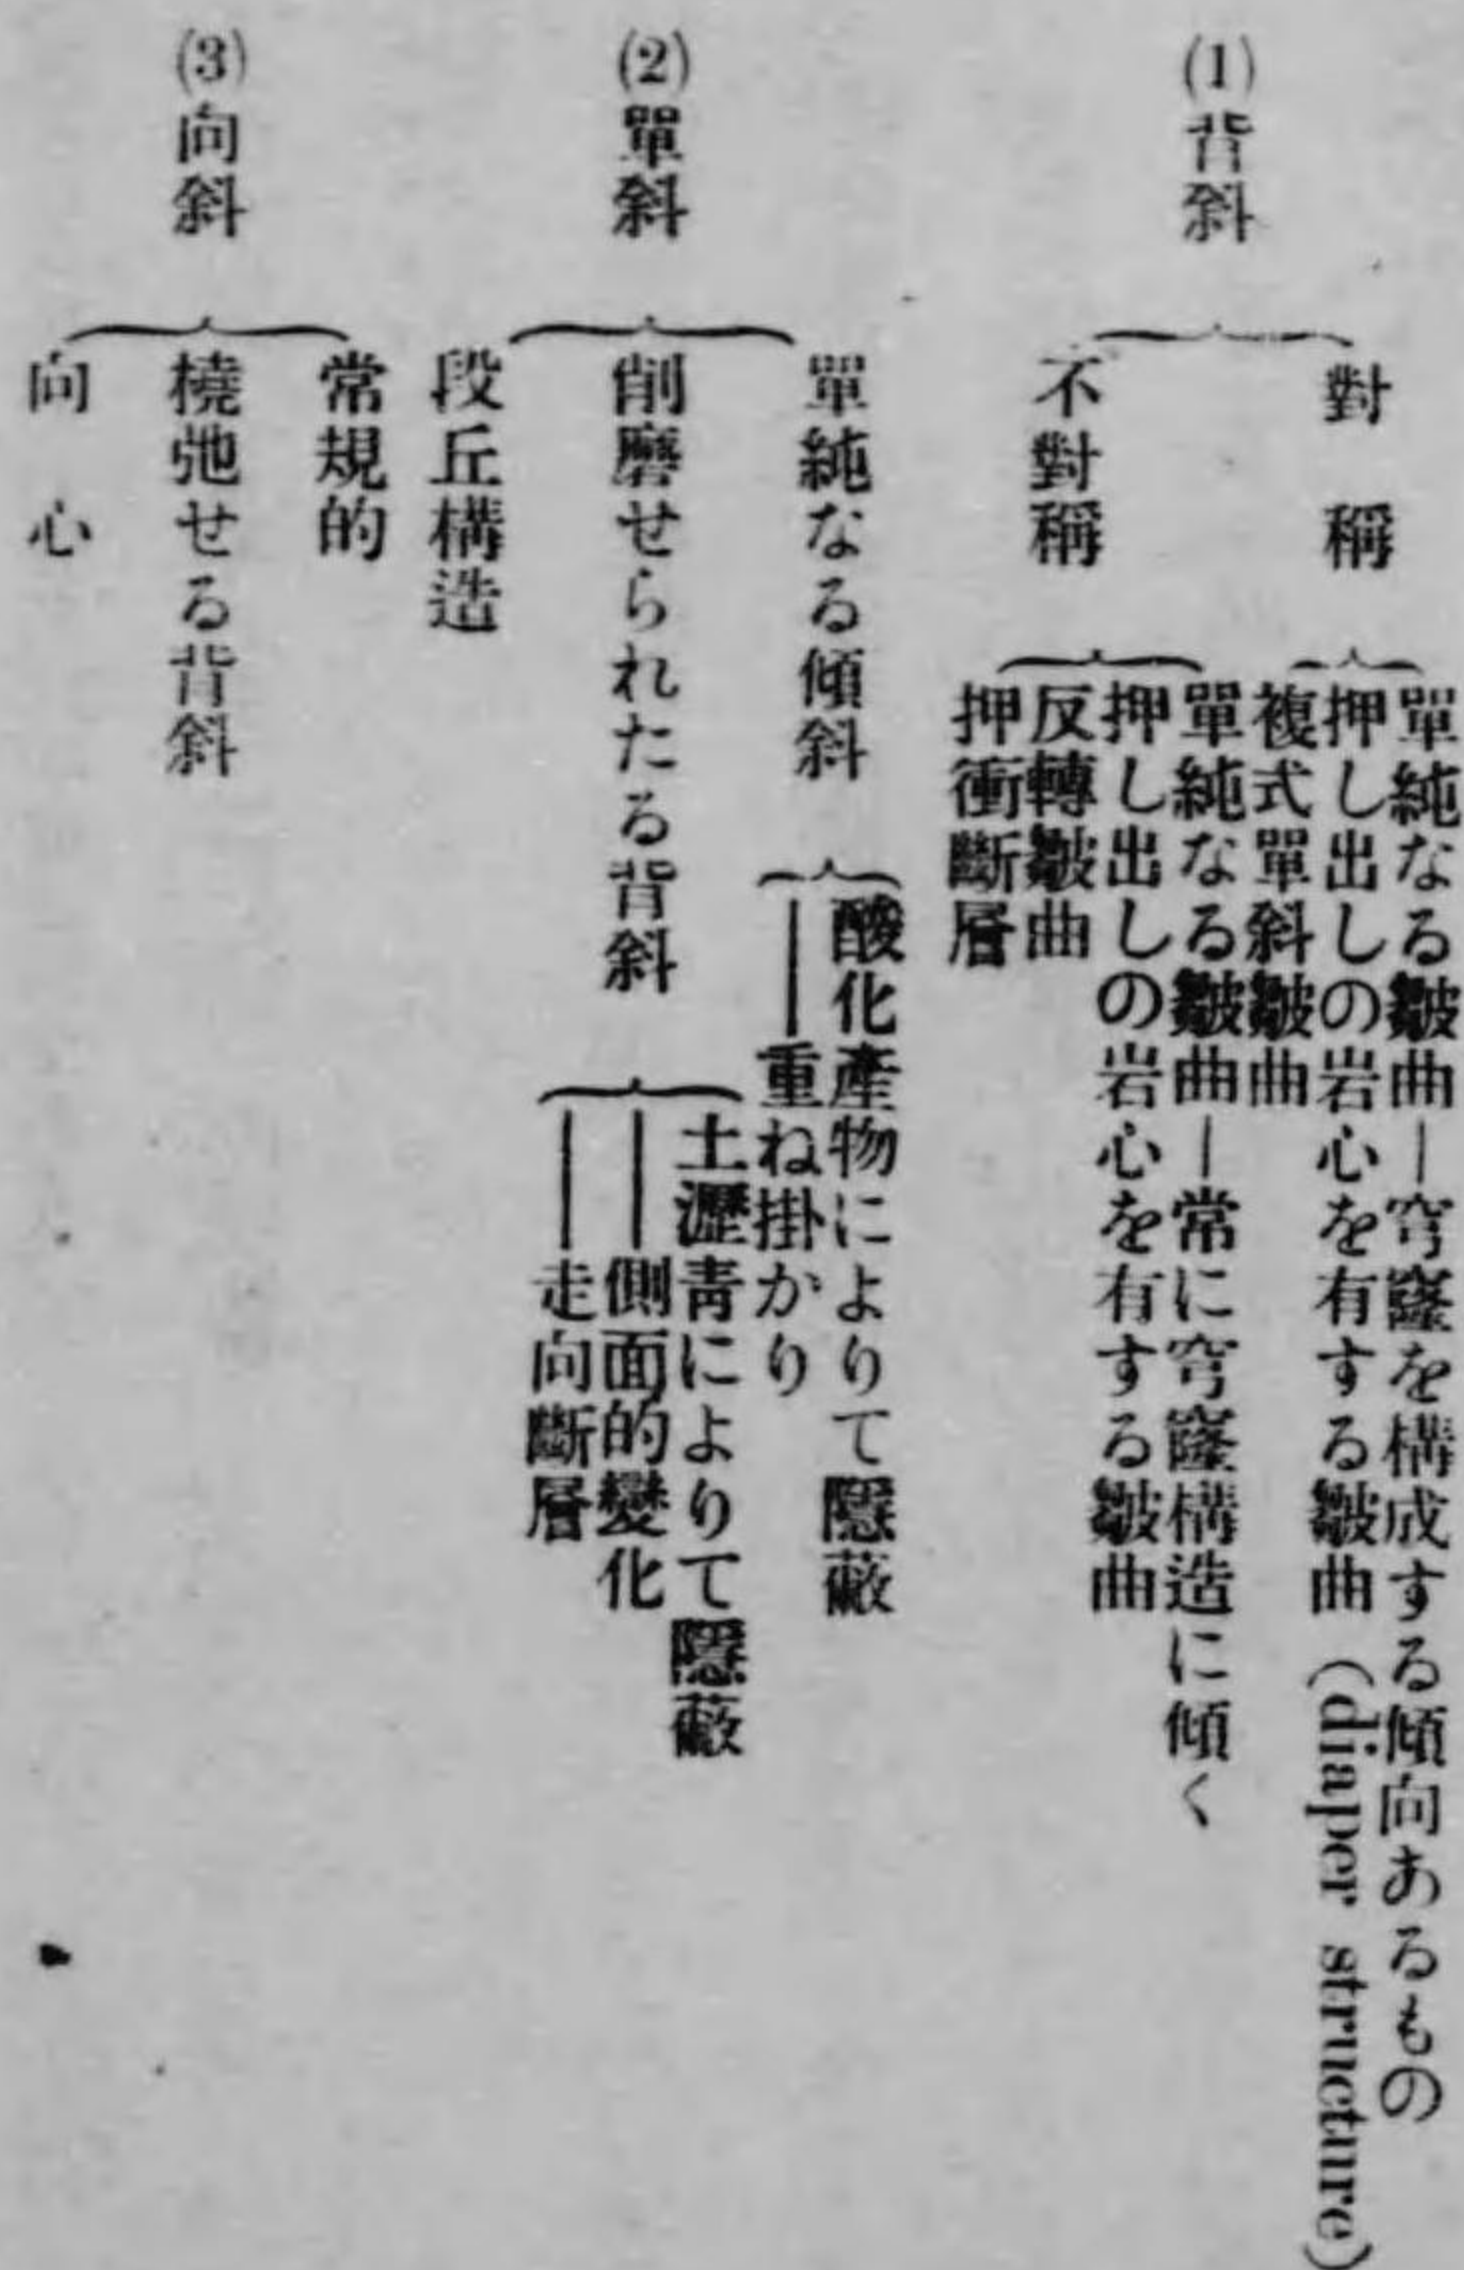 (1)背斜
對稱
單純なる皺曲—穹窿を構成する傾向あるもの
押し出しの岩心を有する皺曲(diaper structure)
複式單斜皺曲
不對稱
單純なる皺曲—常に穹窿構造に傾く
押し出しの岩心を有する皺曲
反轉皺曲
押衝斷層
(2)單斜
單純なる傾斜
酸化產物によりて隱蔽
——重ね掛かり
削磨せられたる背斜
土瀝靑によりて隱蔽
——側面的變化
——走向斷層
段丘構造
(3)向斜
常規的
橈弛せる背斜
向心